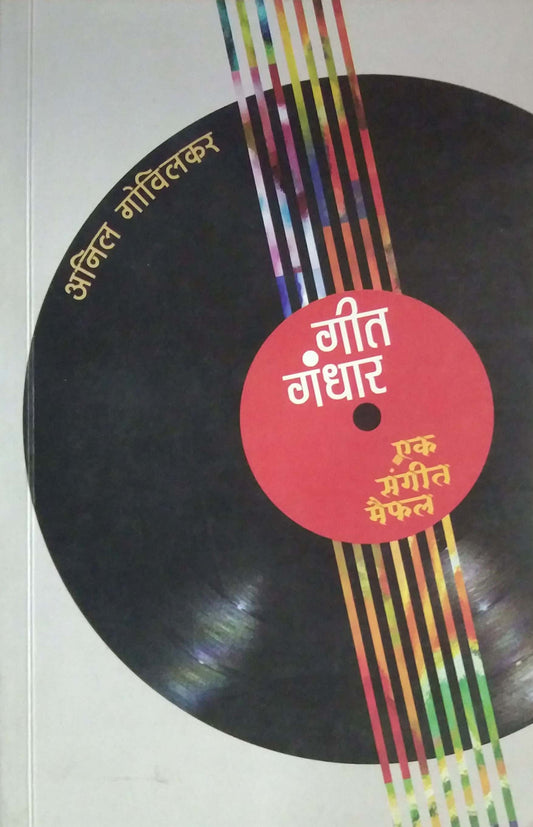 अनिल गोविलकर
गीत
गंधार
एक
संगीत
मैफल